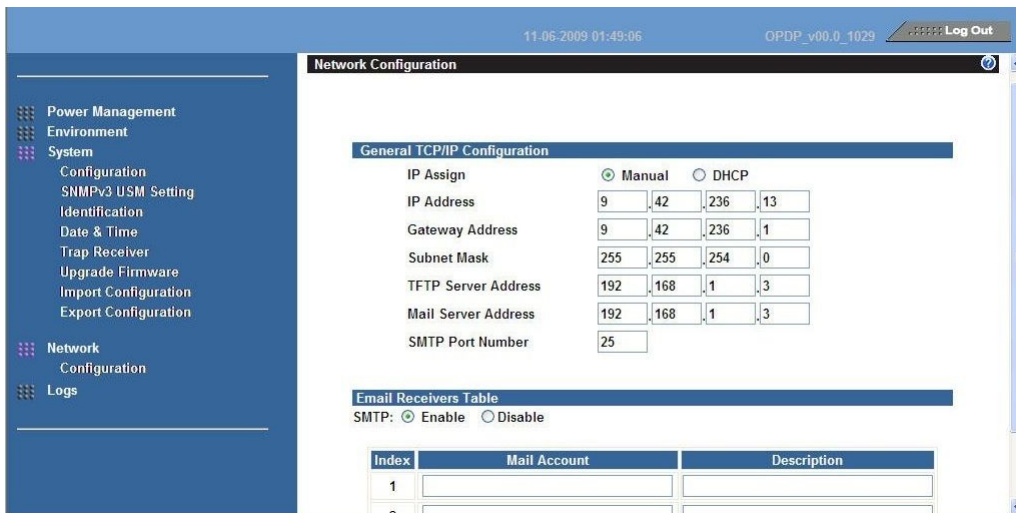 11-06-2009 01:49:06 OPDP_v00.0_1029 Log Out
Network Configuration ?
Power Management
Environment
System
Configuration
SNMPv3 USM Setting
Identification
Date & Time
Trap Receiver
Upgrade Firmware
Import Configuration
Export Configuration
Network
Configuration
Logs
General TCP/IP Configuration
IP Assign Manual DHCP
IP Address 9 .42 .236 .13
Gateway Address 9 .42 .236 .1
Subnet Mask 255 .255 .254 .0
TFTP Server Address 192 .168 .1 .3
Mail Server Address 192 .168 .1 .3
SMTP Port Number 25
Email Receivers Table
SMTP: Enable Disable
Index Mail Account Description
1